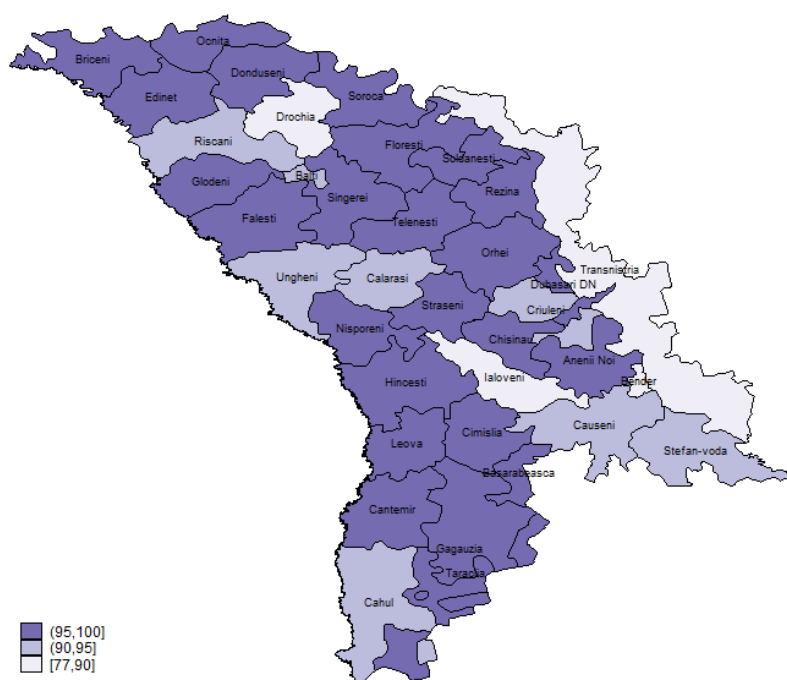 Ocnita
Briceni
Donduseni
Edinet
Soroca
Drochia
Riscani
Floresti
Soldanesti
Balti
Glodeni
Rezina
Singerei
Falesti
Telenesti
Orhei
Transnistria
Ungheni
Calarasi
Dubasari DN
Straseni
Criuleni
Nisporeni
Chisinau
Anenii Noi
Ialoveni
Bender
Hincesti
Causeni
Cimislia
Leova
Stefan-voda
Basarabeasca
Cantemir
Gagauzia
Taraclia
Cahul
(95,100]
(90,95]
[77,90]